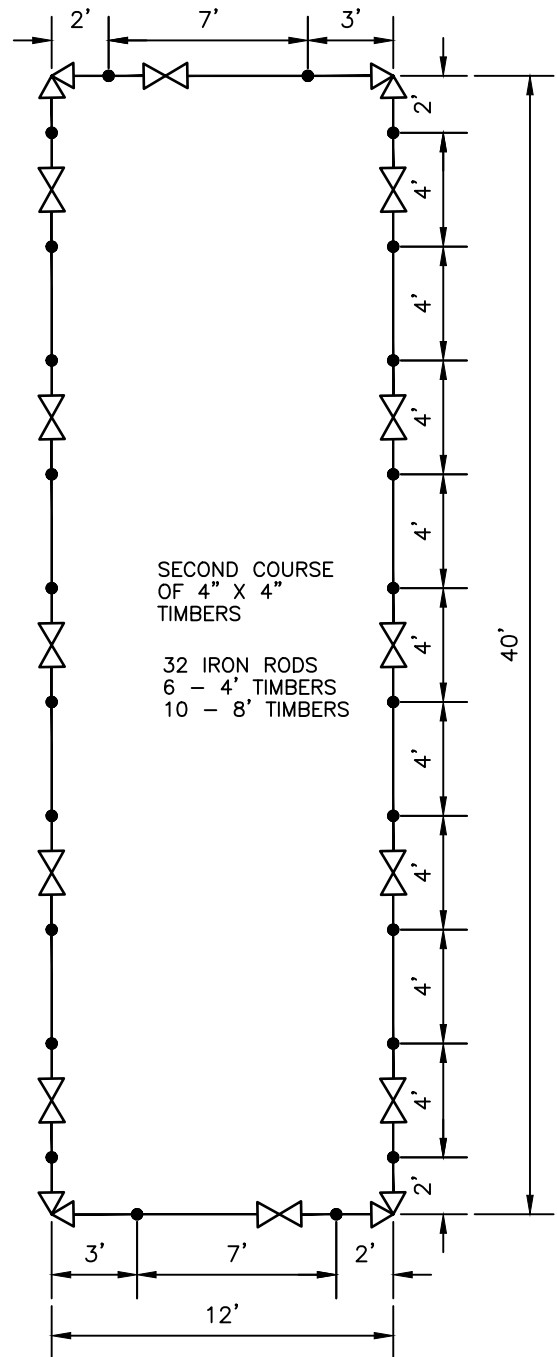 2' 7' 3'
2'
4'
4'
4'
4'
4'
4'
4'
4'
4'
2'
40'
SECOND COURSE
OF 4" X 4"
TIMBERS
32 IRON RODS
6 – 4' TIMBERS
10 – 8' TIMBERS
3' 7' 2'
12'